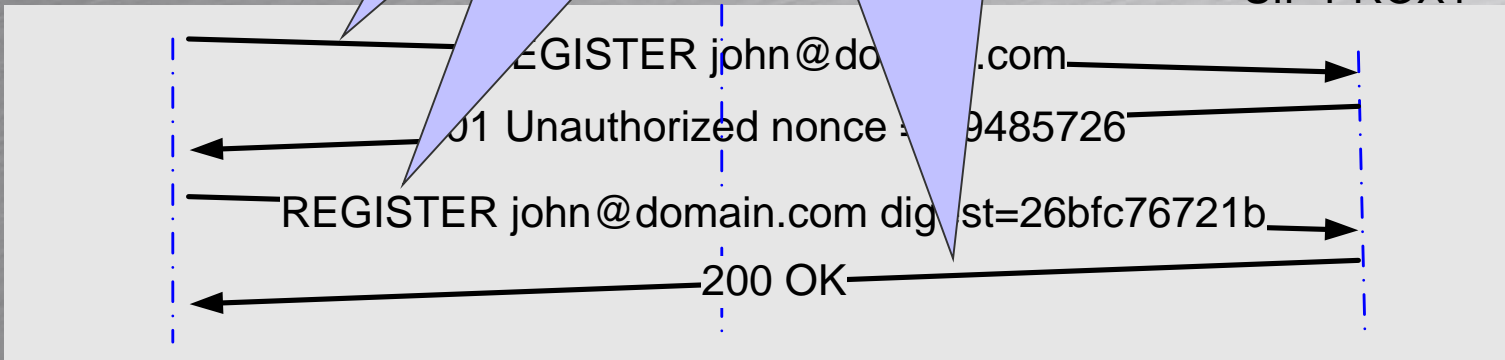 EGISTER john@do .com
01 Unauthorized nonce 9485726
REGISTER john@domain.com dig st=26bfc76721b
200 OK